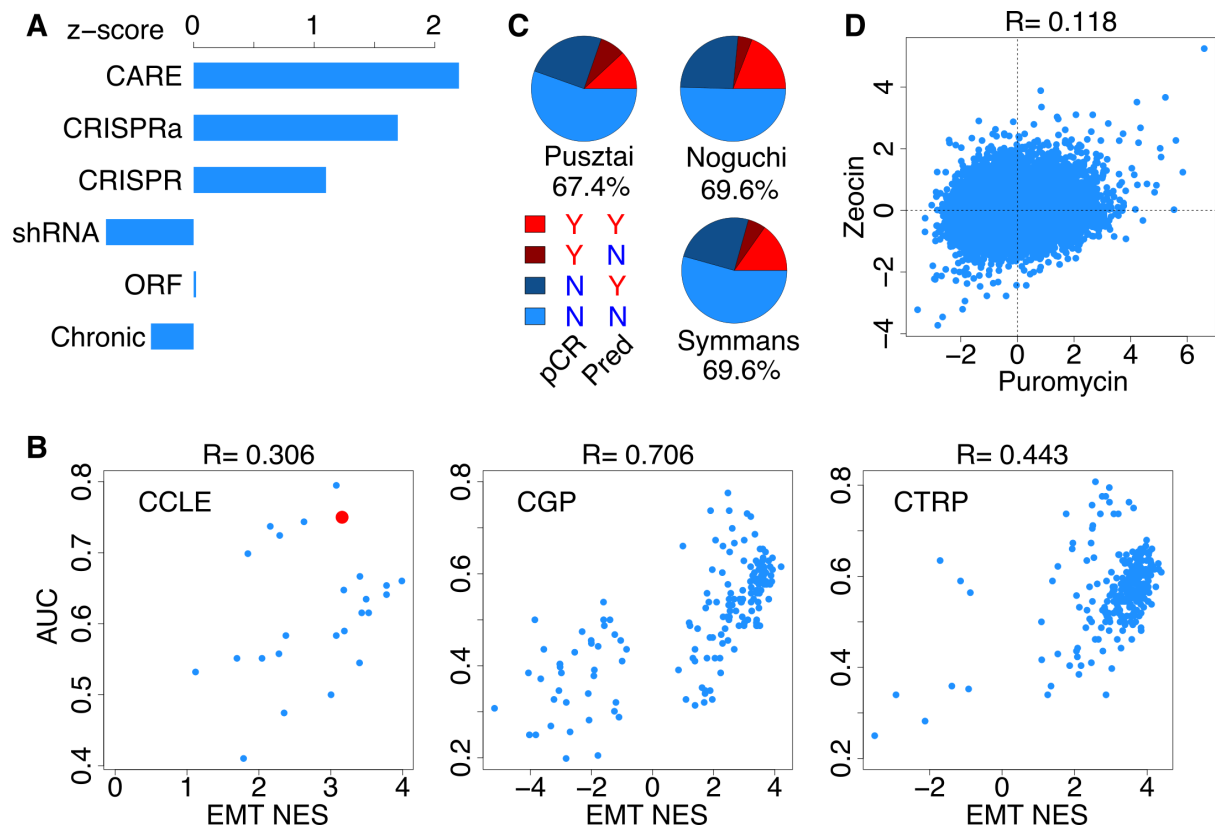 A
z−score
0
1
2
CARE
CRISPRa
CRISPR
shRNA
ORF
Chronic
C
Pusztai
67.4%
Noguchi
69.6%
Y Y
Y N
N Y
N N
pCR
Pred
Symmans
69.6%
D
R= 0.118
Zeocin
4
2
0
−2
−4
−2 0 2 4 6
Puromycin
B
R= 0.306
CCLE
AUC
0.8
0.7
0.6
0.5
0.4
0 1 2 3 4
EMT NES
R= 0.706
CGP
0.8
0.6
0.4
0.2
−4 −2 0 2 4
EMT NES
R= 0.443
CTRP
0.8
0.6
0.4
0.2
−2 0 2 4
EMT NES